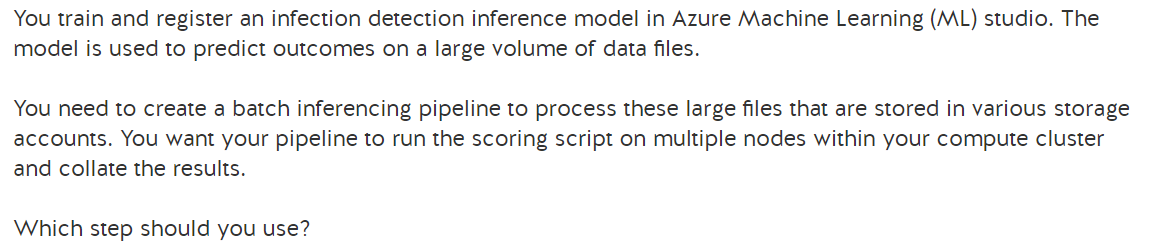 You train and register an infection detection inference model in Azure Machine Learning (ML) studio. The
model is used to predict outcomes on a large volume of data files.
You need to create a batch inferencing pipeline to process these large files that are stored in various storage
accounts. You want your pipeline to run the scoring script on multiple nodes within your compute cluster
and collate the results.
Which step should you use?